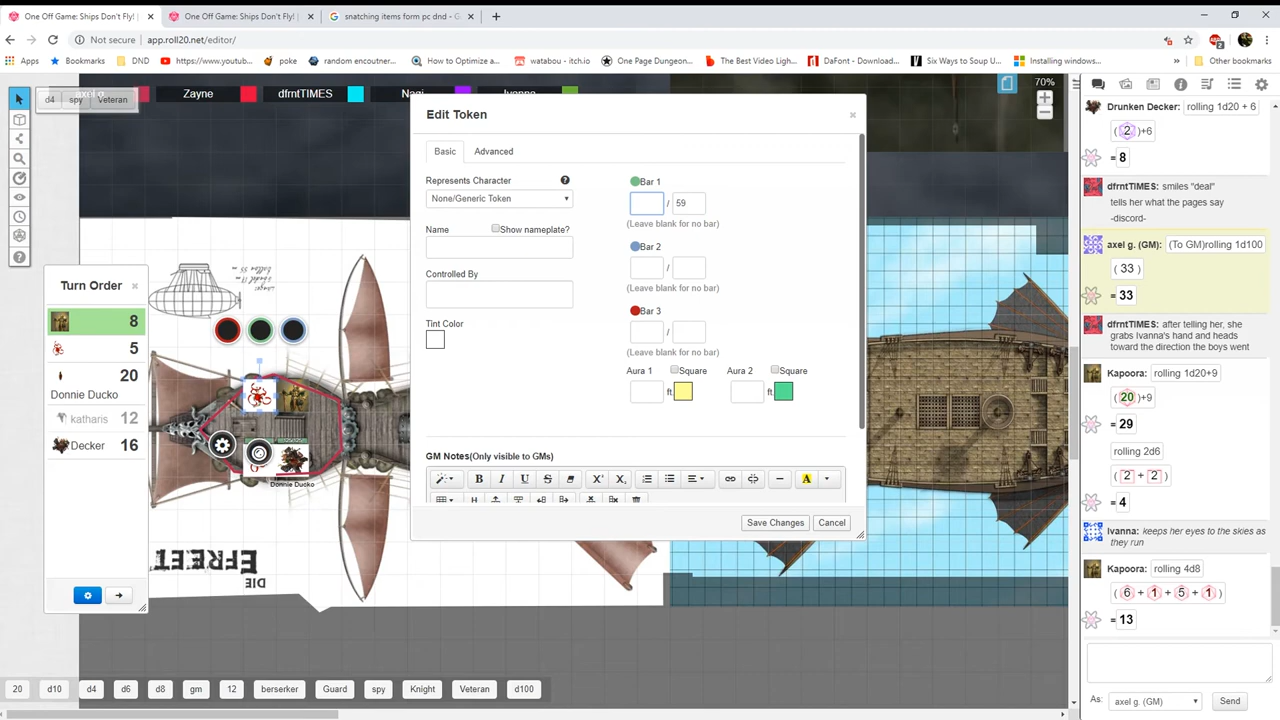 One Off Game: Ships Don't Fly! |
One Off Game: Ships Don't Fly! |
snatching items form pc dnd - G
Not secure | app.roll20.net/editor/
2
Apps
Bookmarks
DND
https://www.youtub...
poke
random encoutner...
How to Optimize a...
watabou - itch.io
One Page Dungeon...
The Best Video Ligh...
DaFont - Downloa...
Six Ways to Soup U...
Installing windows...
»
Other bookmarks
Zayne
dfrntTIMES
d4
spy
Veteran
70%
Edit Token
Basic
Advanced
Represents Character
None/Generic Token
Name
Show nameplate?
Controlled By
Tint Color
Bar 1
/ 59
(Leave blank for no bar)
Bar 2
/
(Leave blank for no bar)
Bar 3
/
(Leave blank for no bar)
Aura 1
Square
Aura 2
Square
ft.
ft.
GM Notes(Only visible to GMs)
B I U S
Save Changes
Cancel
Turn Order
8
5
20
Donnie Ducko
katharis 12
Decker 16
Donnie Ducko
EFREET
DIE
20
d10
d4
d6
d8
gm
12
berserker
Guard
spy
Knight
Veteran
d100
Drunken Decker: rolling 1d20 + 6
(2)+6
= 8
dfrntTIMES: smiles "deal"
tells her what the pages say
-discord-
axel g. (GM): (To GM)rolling 1d100
( 33 )
= 33
dfrntTIMES: after telling her, she
grabs Ivanna's hand and heads
toward the direction the boys went
Kapoora: rolling 1d20+9
(20)+9
= 29
rolling 2d6
(2 + 2)
= 4
Ivanna: keeps her eyes to the skies as
they run
Kapoora: rolling 4d8
(6 + 1 + 5 + 1)
= 13
As: axel g. (GM)
Send